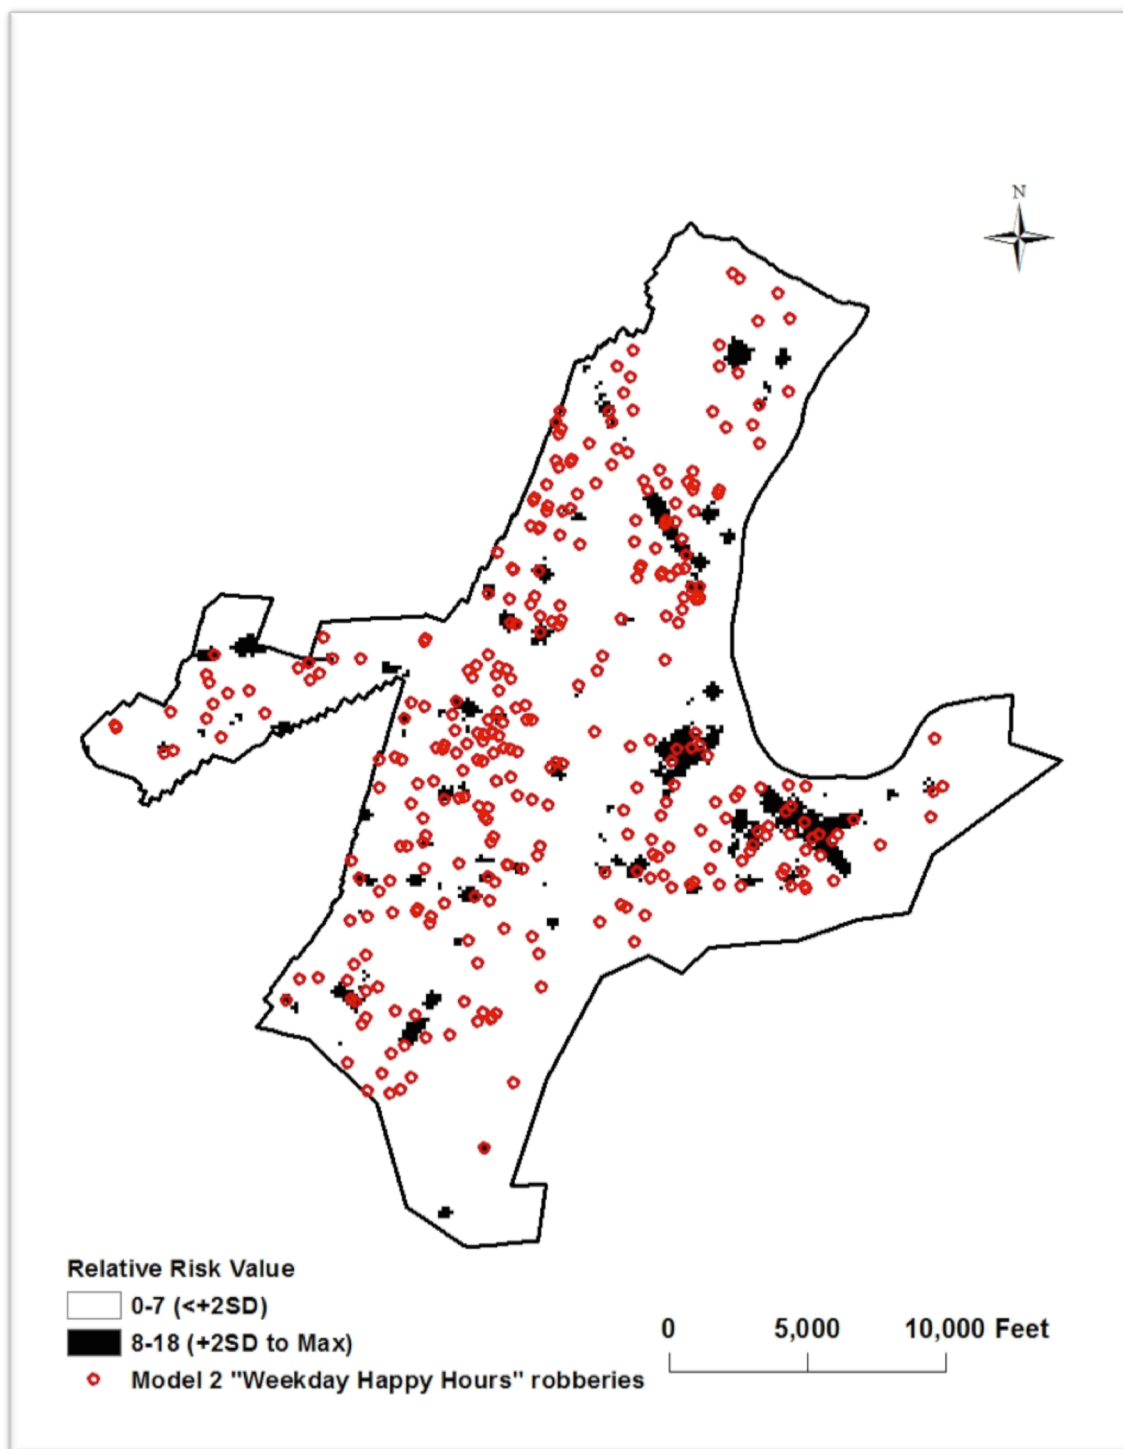 N
Relative Risk Value
0-7 (<+2SD)
8-18 (+2SD to Max)
Model 2 "Weekday Happy Hours" robberies
0 5,000 10,000 Feet